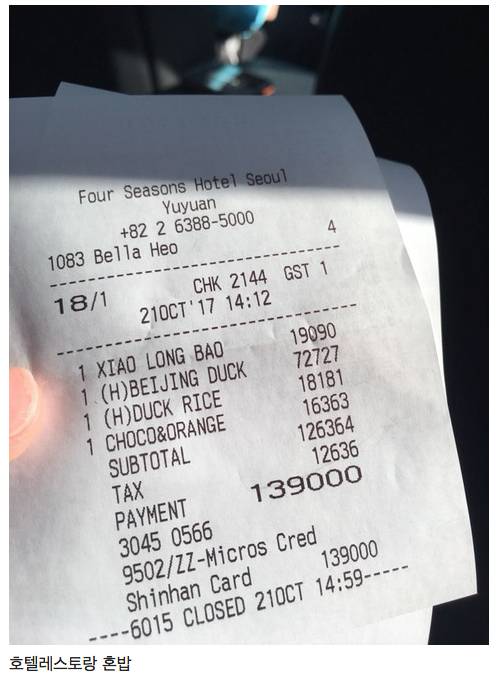 Four Seasons Hotel Seoul
Yuyuan
+82 2 6388-5000
1083 Bella Heo 4
18/1 CHK 2144 GST 1
21OCT'17 14:12
1 XIAO LONG BAO 19090
1 (H)BEIJING DUCK 72727
1 (H)DUCK RICE 18181
1 CHOCO&ORANGE 16363
SUBTOTAL 126364
TAX 12636
PAYMENT 139000
3045 0566
9502/ZZ-Micros Cred
Shinhan Card 139000
----6015 CLOSED 21OCT 14:59-----
호텔레스토랑 혼밥